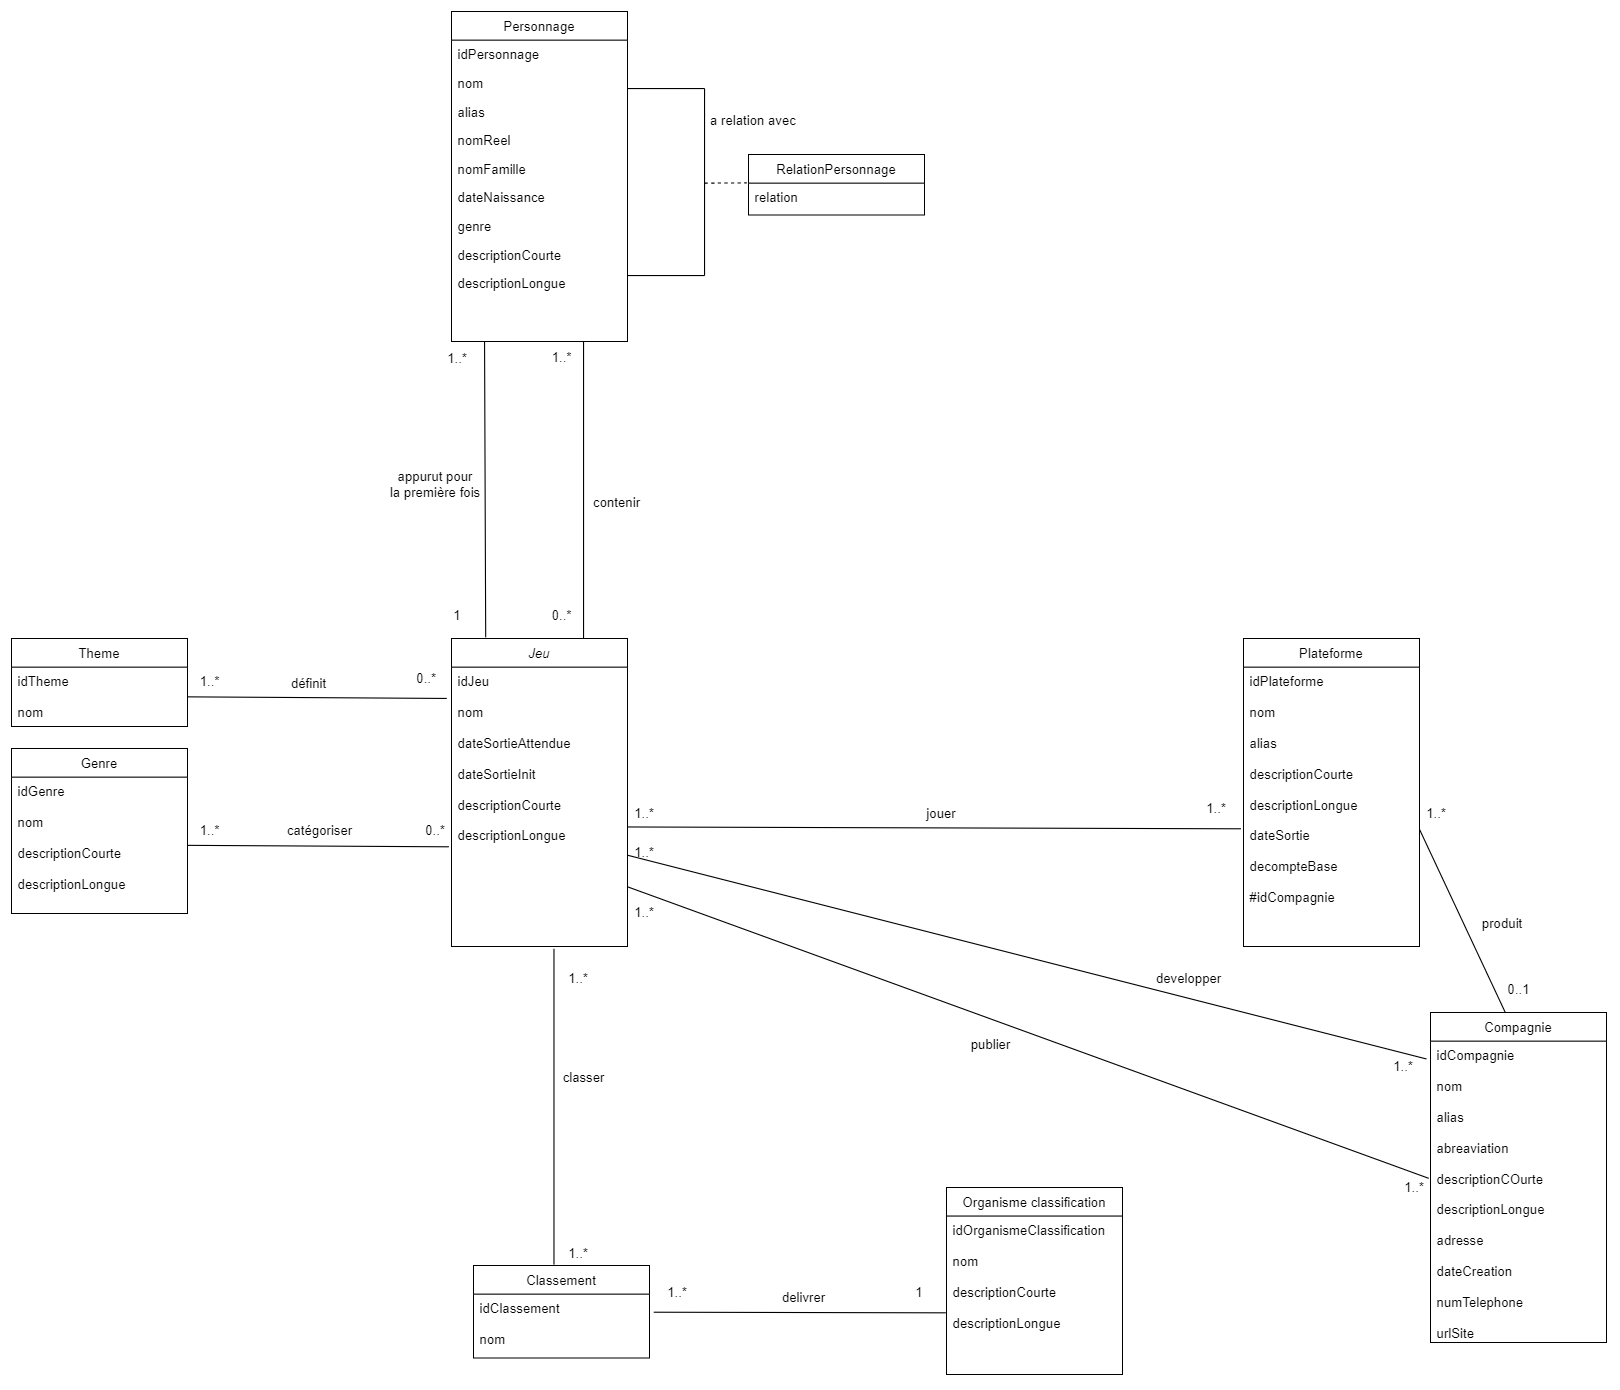 Personnage
idPersonnage
nom
alias
nomReel
nomFamille
dateNaissance
genre
descriptionCourte
descriptionLongue
a relation avec
RelationPersonnage
relation
1..*
1..*
appurut pour
la première fois
contenir
1
0..*
Theme
idTheme
nom
1..*
définit
0..*
Genre
idGenre
nom
descriptionCourte
descriptionLongue
1..*
catégoriser
0..*
Jeu
idJeu
nom
dateSortieAttendue
dateSortieInit
descriptionCourte
descriptionLongue
1..*
jouer
1..*
1..*
1..*
Plateforme
idPlateforme
nom
alias
descriptionCourte
descriptionLongue
dateSortie
decompteBase
#idCompagnie
1..*
produit
0..1
developper
1..*
publier
1..*
Compagnie
idCompagnie
nom
alias
abreaviation
descriptionCOurte
descriptionLongue
adresse
dateCreation
numTelephone
urlSite
1..*
classer
1..*
Classement
idClassement
nom
1..*
delivrer
1
Organisme classification
idOrganismeClassification
nom
descriptionCourte
descriptionLongue